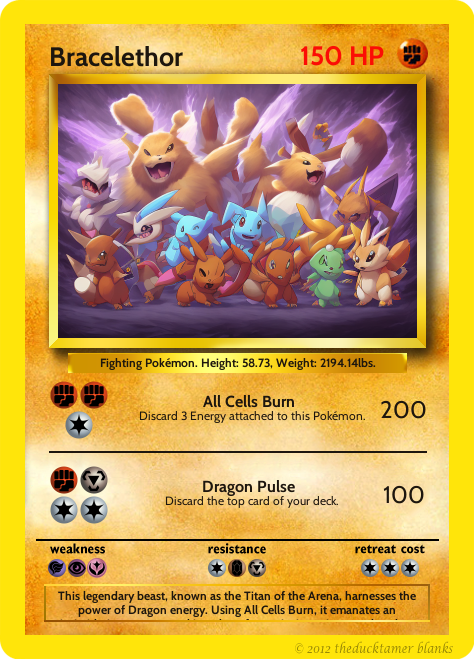 Bracelethor 150 HP
Fighting Pokémon. Height: 58.73, Weight: 2194.14lbs.
All Cells Burn
Discard 3 Energy attached to this Pokémon. 200
Dragon Pulse
Discard the top card of your deck. 100
weakness resistance retreat cost
This legendary beast, known as the Titan of the Arena, harnesses the
power of Dragon energy. Using All Cells Burn, it emanates an
© 2012 theducktamer blanks